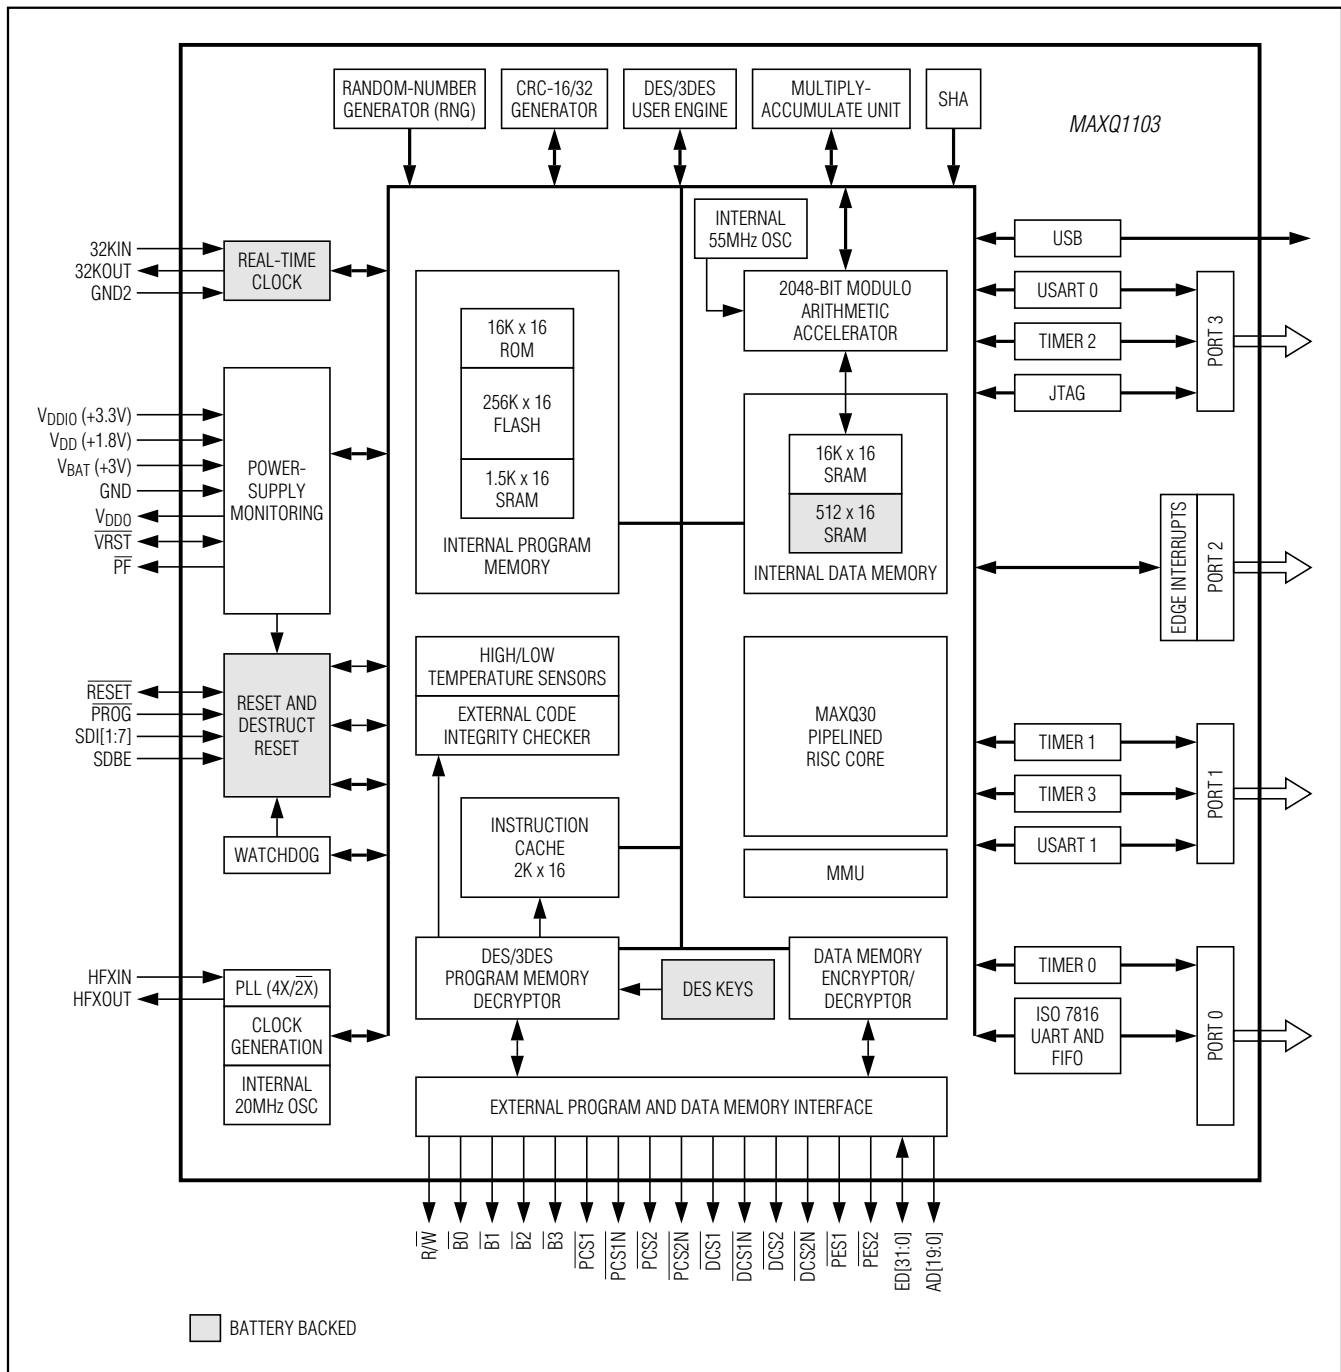 RANDOM-NUMBER
GENERATOR (RNG)
CRC-16/32
GENERATOR
DES/3DES
USER ENGINE
MULTIPLY-
ACCUMULATE UNIT
SHA
MAXQ1103
32KIN
32KOUT
GND2
REAL-TIME
CLOCK
INTERNAL
55MHz OSC
2048-BIT MODULO
ARITHMETIC
ACCELERATOR
USB
USART 0
TIMER 2
JTAG
PORT 3
16K x 16
ROM
256K x 16
FLASH
1.5K x 16
SRAM
INTERNAL PROGRAM
MEMORY
16K x 16
SRAM
512 x 16
SRAM
INTERNAL DATA MEMORY
VDDIO (+3.3V)
VDD (+1.8V)
VBAT (+3V)
GND
VDDO
VRST
PF
POWER-
SUPPLY
MONITORING
EDGE INTERRUPTS
PORT 2
RESET
PROG
SDI[1:7]
SDBE
RESET AND
DESTRUCT
RESET
WATCHDOG
HIGH/LOW
TEMPERATURE SENSORS
EXTERNAL CODE
INTEGRITY CHECKER
MAXQ30
PIPELINED
RISC CORE
TIMER 1
TIMER 3
USART 1
PORT 1
INSTRUCTION
CACHE
2K x 16
MMU
HFXIN
HFXOUT
PLL (4X/2X)
CLOCK
GENERATION
INTERNAL
20MHz OSC
DES/3DES
PROGRAM MEMORY
DECRYPTOR
DES KEYS
DATA MEMORY
ENCRYPTOR/
DECRYPTOR
TIMER 0
ISO 7816
UART AND
FIFO
PORT 0
EXTERNAL PROGRAM AND DATA MEMORY INTERFACE
R/W
B0
B1
B2
B3
PCS1
PCS1N
PCS2
PCS2N
DCS1
DCS1N
DCS2
DCS2N
PES1
PES2
ED[31:0]
AD[19:0]
BATTERY BACKED